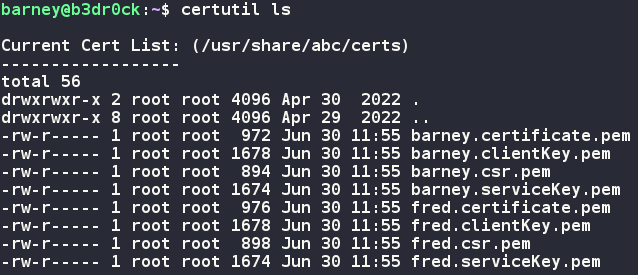 barney@b3dr0ck:~$ certutil ls
Current Cert List: (/usr/share/abc/certs)
------------------
total 56
drwxrwxr-x 2 root root 4096 Apr 30  2022 .
drwxrwxr-x 8 root root 4096 Apr 29  2022 ..
-rw-r----- 1 root root  972 Jun 30 11:55 barney.certificate.pem
-rw-r----- 1 root root 1678 Jun 30 11:55 barney.clientKey.pem
-rw-r----- 1 root root  894 Jun 30 11:55 barney.csr.pem
-rw-r----- 1 root root 1674 Jun 30 11:55 barney.serviceKey.pem
-rw-r----- 1 root root  976 Jun 30 11:55 fred.certificate.pem
-rw-r----- 1 root root 1678 Jun 30 11:55 fred.clientKey.pem
-rw-r----- 1 root root  898 Jun 30 11:55 fred.csr.pem
-rw-r----- 1 root root 1674 Jun 30 11:55 fred.serviceKey.pem